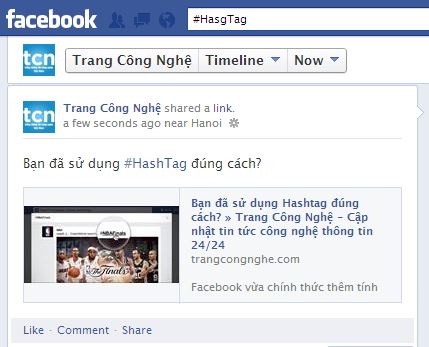 facebook
#HasgTag
tcn
Trang Công Nghệ
Timeline
Now
tcn
Trang Công Nghệ shared a link.
a few seconds ago near Hanoi
Bạn đã sử dụng #HashTag đúng cách?
#NBAFinals
THE Finals
Bạn đã sử dụng Hashtag đúng
cách? » Trang Công Nghệ - Cập
nhật tin tức công nghệ thông tin
24/24
trangcongnghe.com
Facebook vừa chính thức thêm tính
Like · Comment · Share